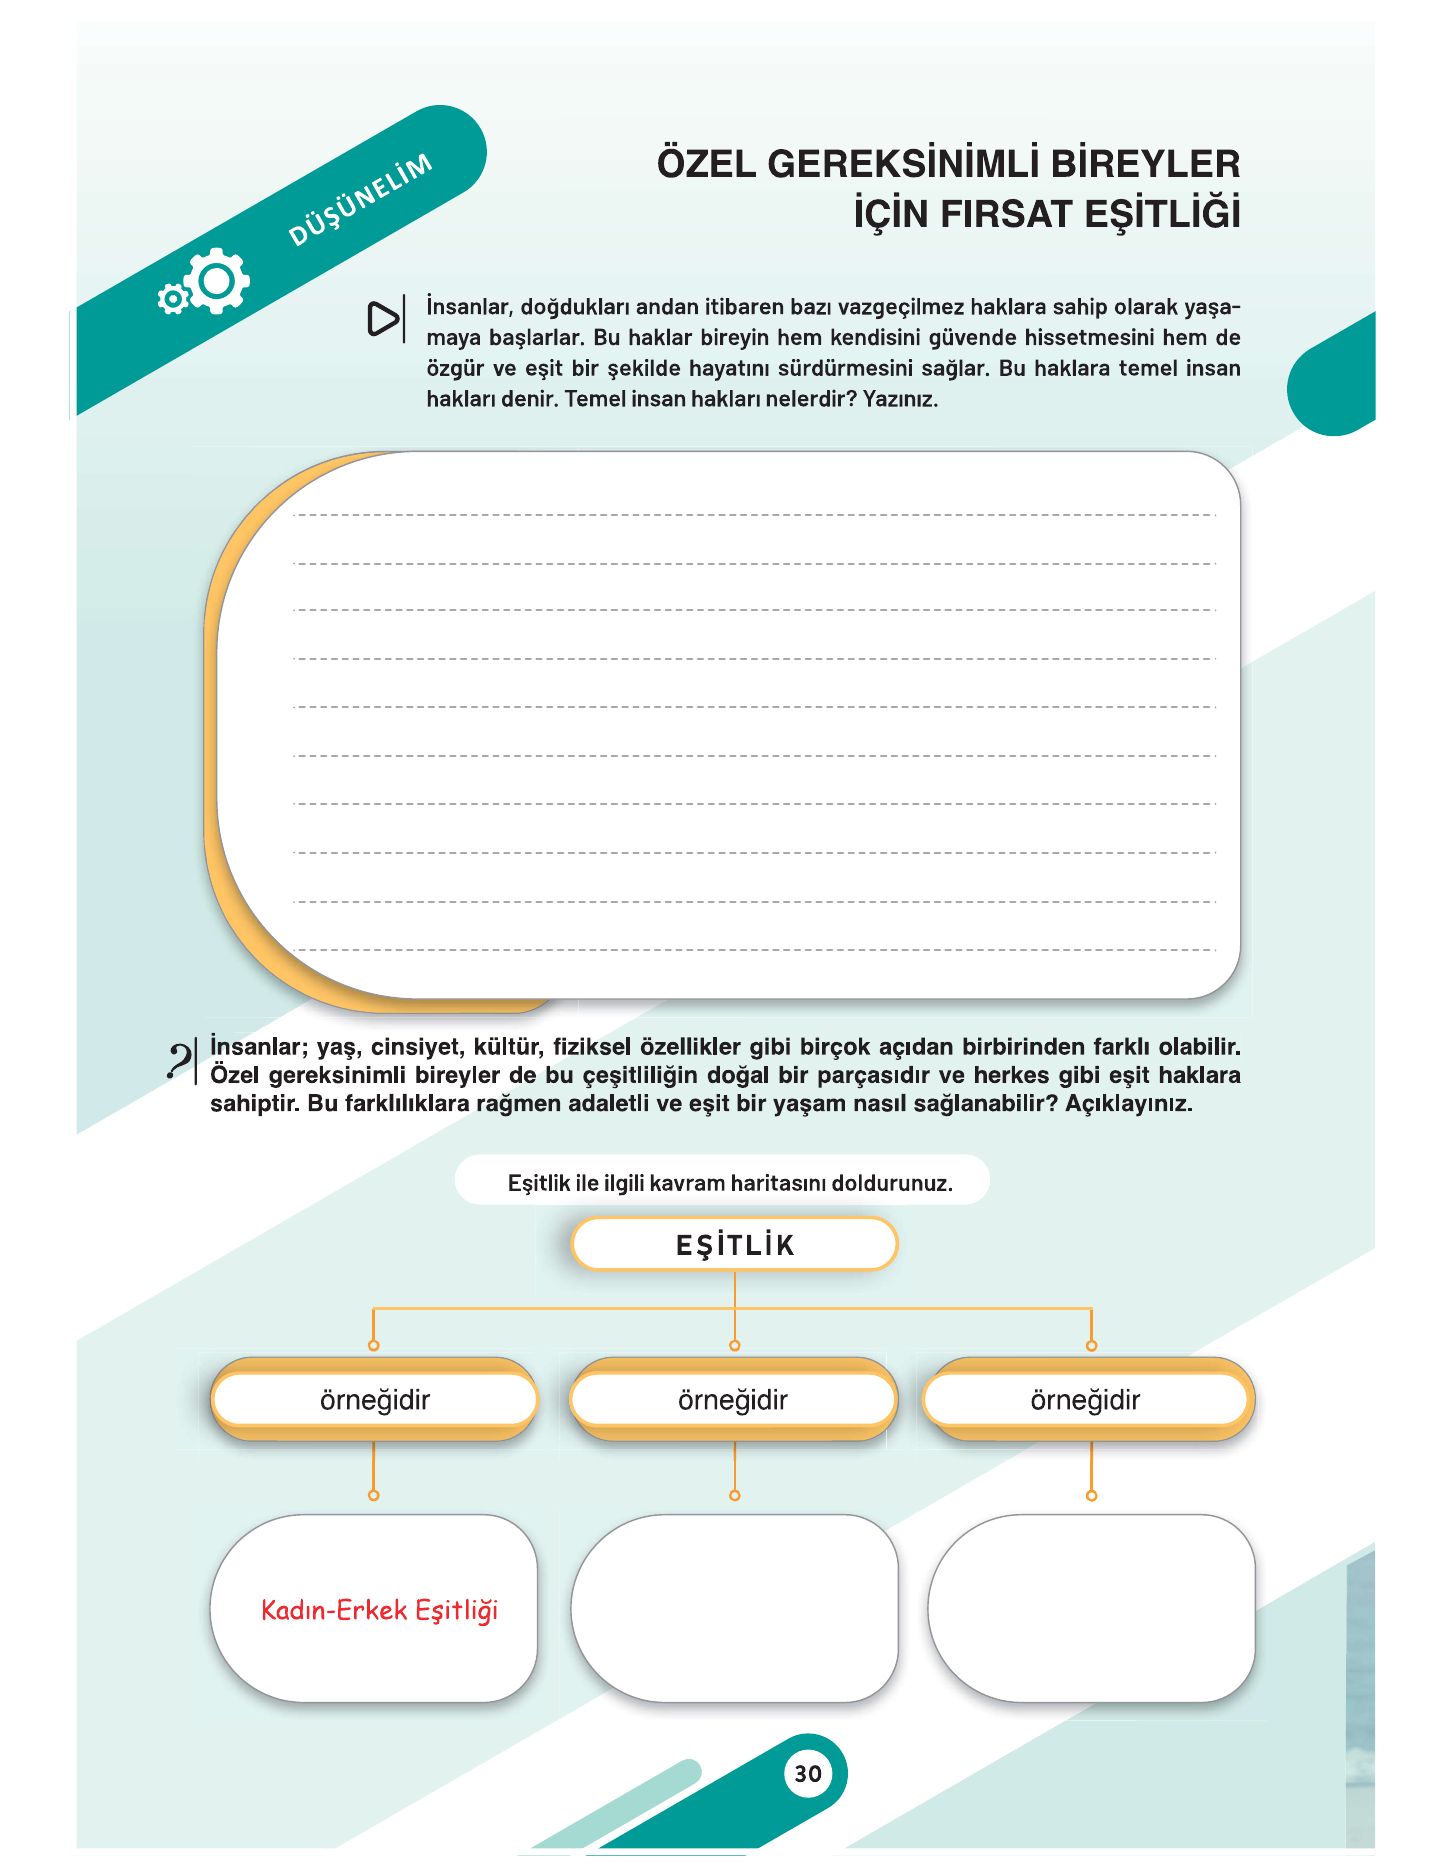 DÜŞÜNELİM
ÖZEL GEREKSİNİMLİ BİREYLER
İÇİN FIRSAT EŞİTLİĞİ
İnsanlar, doğdukları andan itibaren bazı vazgeçilmez haklara sahip olarak yaşa-
maya başlarlar. Bu haklar bireyin hem kendisini güvende hissetmesini hem de
özgür ve eşit bir şekilde hayatını sürdürmesini sağlar. Bu haklara temel insan
hakları denir. Temel insan hakları nelerdir? Yazınız.
? İnsanlar; yaş, cinsiyet, kültür, fiziksel özellikler gibi birçok açıdan birbirinden farklı olabilir.
Özel gereksinimli bireyler de bu çeşitliliğin doğal bir parçasıdır ve herkes gibi eşit haklara
sahiptir. Bu farklılıklara rağmen adaletli ve eşit bir yaşam nasıl sağlanabilir? Açıklayınız.
Eşitlik ile ilgili kavram haritasını doldurunuz.
EŞİTLİK
örneğidir
örneğidir
örneğidir
Kadın-Erkek Eşitliği
30